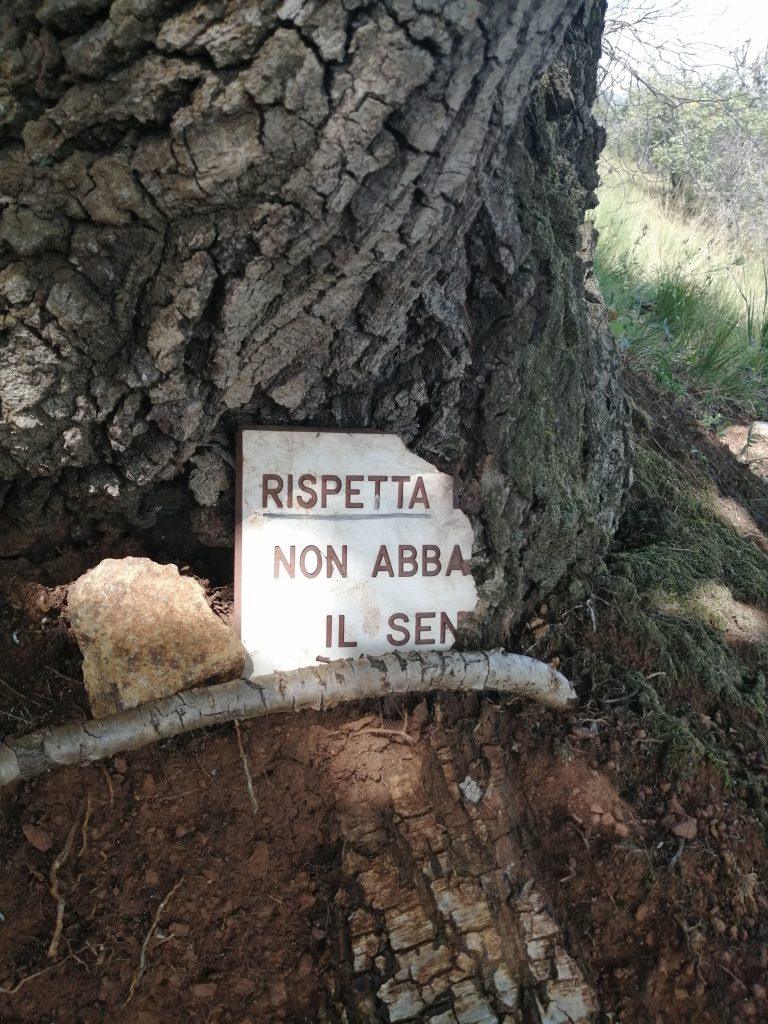 RISPETTA
NON ABBA
IL SEN